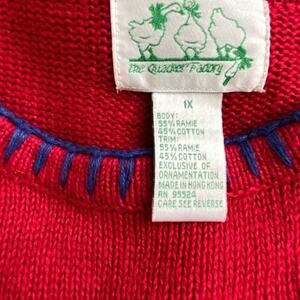 The Quacker Factory
1X
BODY:
55% RAMIE
45% COTTON
TRIM:
55% RAMIE
45% COTTON
EXCLUSIVE OF
ORNAMENTATION
MADE IN HONG KONG
RN 95524
CARE SEE REVERSE